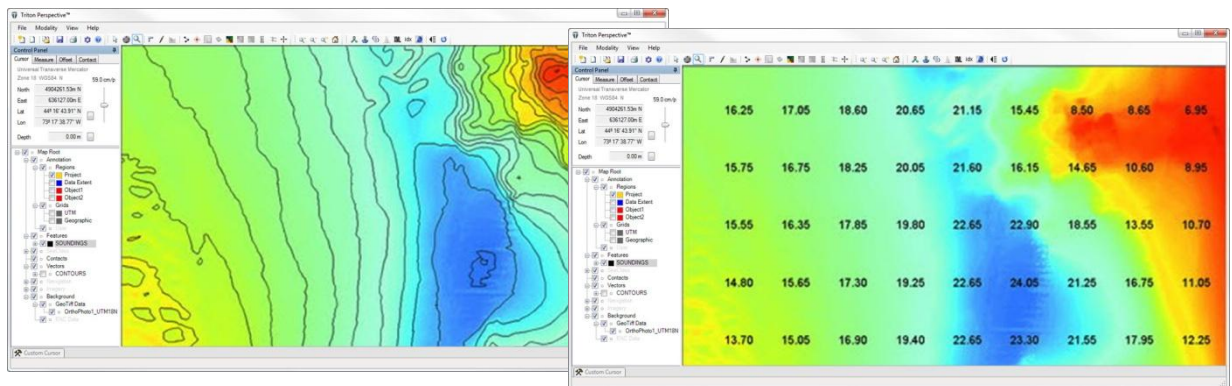 Triton Perspective™
File Modality View Help
Control Panel
Cursor Measure Offset Contact
Universal Transverse Mercator
Zone 18 WGS84 N 59.0 cm/p
North 4904261.53m N
East 636127.00m E
Lat 44º 16' 43.91" N
Lon 73º 17' 38.77" W
Depth 0.00 m
Map Root
Annotation
Regions
Project
Data Extent
Object1
Object2
Grids
UTM
Geographic
Features
SOUNDINGS
Contacts
Vectors
CONTOURS
Background
GeoTiff Data
OrthoPhoto1_UTM18N
ENC Data
Custom Cursor
Triton Perspective™
File Modality View Help
Control Panel
Cursor Measure Offset Contact
Universal Transverse Mercator
Zone 18 WGS84 N 59.0 cm/p
North 4904261.53m N
East 636127.00m E
Lat 44º 16' 43.91" N
Lon 73º 17' 38.77" W
Depth 0.00 m
Map Root
Annotation
Regions
Project
Data Extent
Object1
Object2
Grids
UTM
Geographic
Features
SOUNDINGS
Contacts
Vectors
CONTOURS
Background
GeoTiff Data
OrthoPhoto1_UTM18N
ENC Data
Custom Cursor
16.25 17.05 18.60 20.65 21.15 15.45 8.50 8.65 6.95
15.75 16.75 18.25 20.05 21.60 16.15 14.65 10.60 8.95
15.55 16.35 17.85 19.80 22.65 22.90 18.55 13.55 10.70
14.80 15.65 17.30 19.25 22.65 24.05 21.25 16.75 11.05
13.70 15.05 16.90 19.40 22.65 23.30 21.55 17.95 12.25